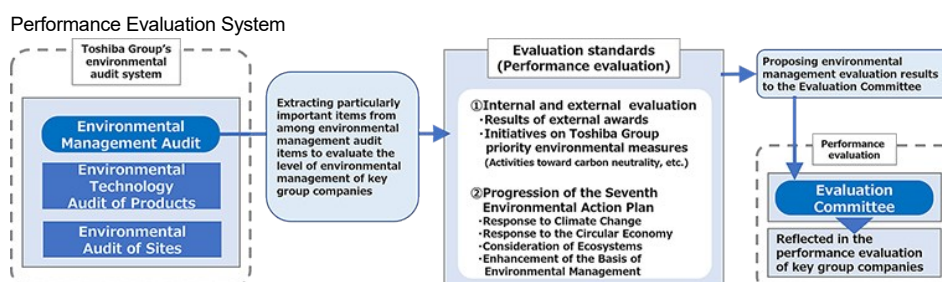 Performance Evaluation System
Toshiba Group's
environmental
audit system
Environmental
Management Audit
Environmental
Technology
Audit of Products
Environmental
Audit of Sites
Extracting particularly
important items from
among environmental
management audit
items to evaluate the
level of environmental
management of key
group companies
Evaluation standards
(Performance evaluation)
①Internal and external evaluation
・Results of external awards
・Initiatives on Toshiba Group
priority environmental measures
(Activities toward carbon neutrality, etc.)
②Progression of the Seventh
Environmental Action Plan
・Response to Climate Change
・Response to the Circular Economy
・Consideration of Ecosystems
・Enhancement of the Basis of
Environmental Management
Proposing environmental
management evaluation results
to the Evaluation Committee
Performance
evaluation
Evaluation
Committee
Reflected in the
performance evaluation
of key group companies